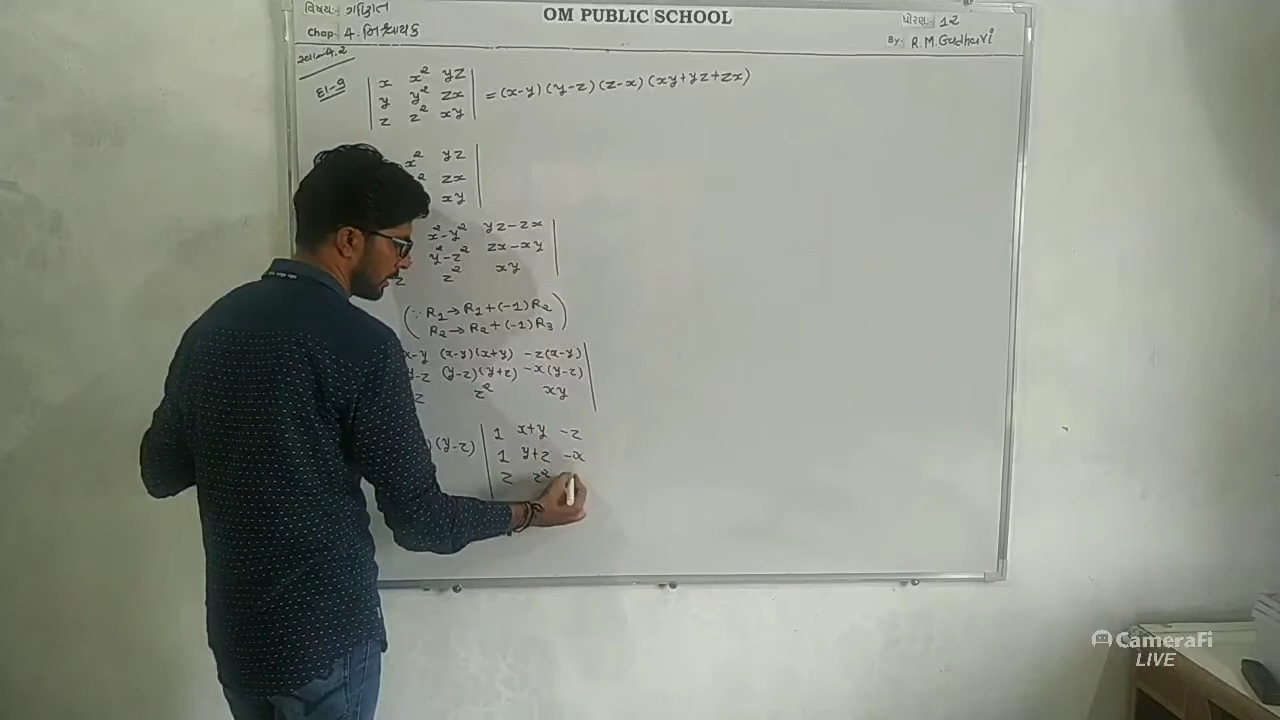 વિષય: ગણિત
OM PUBLIC SCHOOL
ધોરણ: 12
Chap: 4. નિશ્ચાયક
By: R.M.Gadhavi
સ્વા-4.2
દા-9
| x x² yz |
| y y² zx | = (x-y) (y-z) (z-x) (xy+yz+zx)
| z z² xy |
x² yz |
² zx |
xy |
x²-y² yz-zx |
y²-z² zx-xy |
z z² xy |
(∵ R₁→R₁+(-1)R₂
R₂→R₂+(-1)R₃)
x-y (x-y)(x+y) -z(x-y) |
y-z (y-z)(y+z) -x(y-z) |
z z² xy |
| 1 x+y -z
) (y-z) | 1 y+z -x
| z z²
CameraFi
LIVE